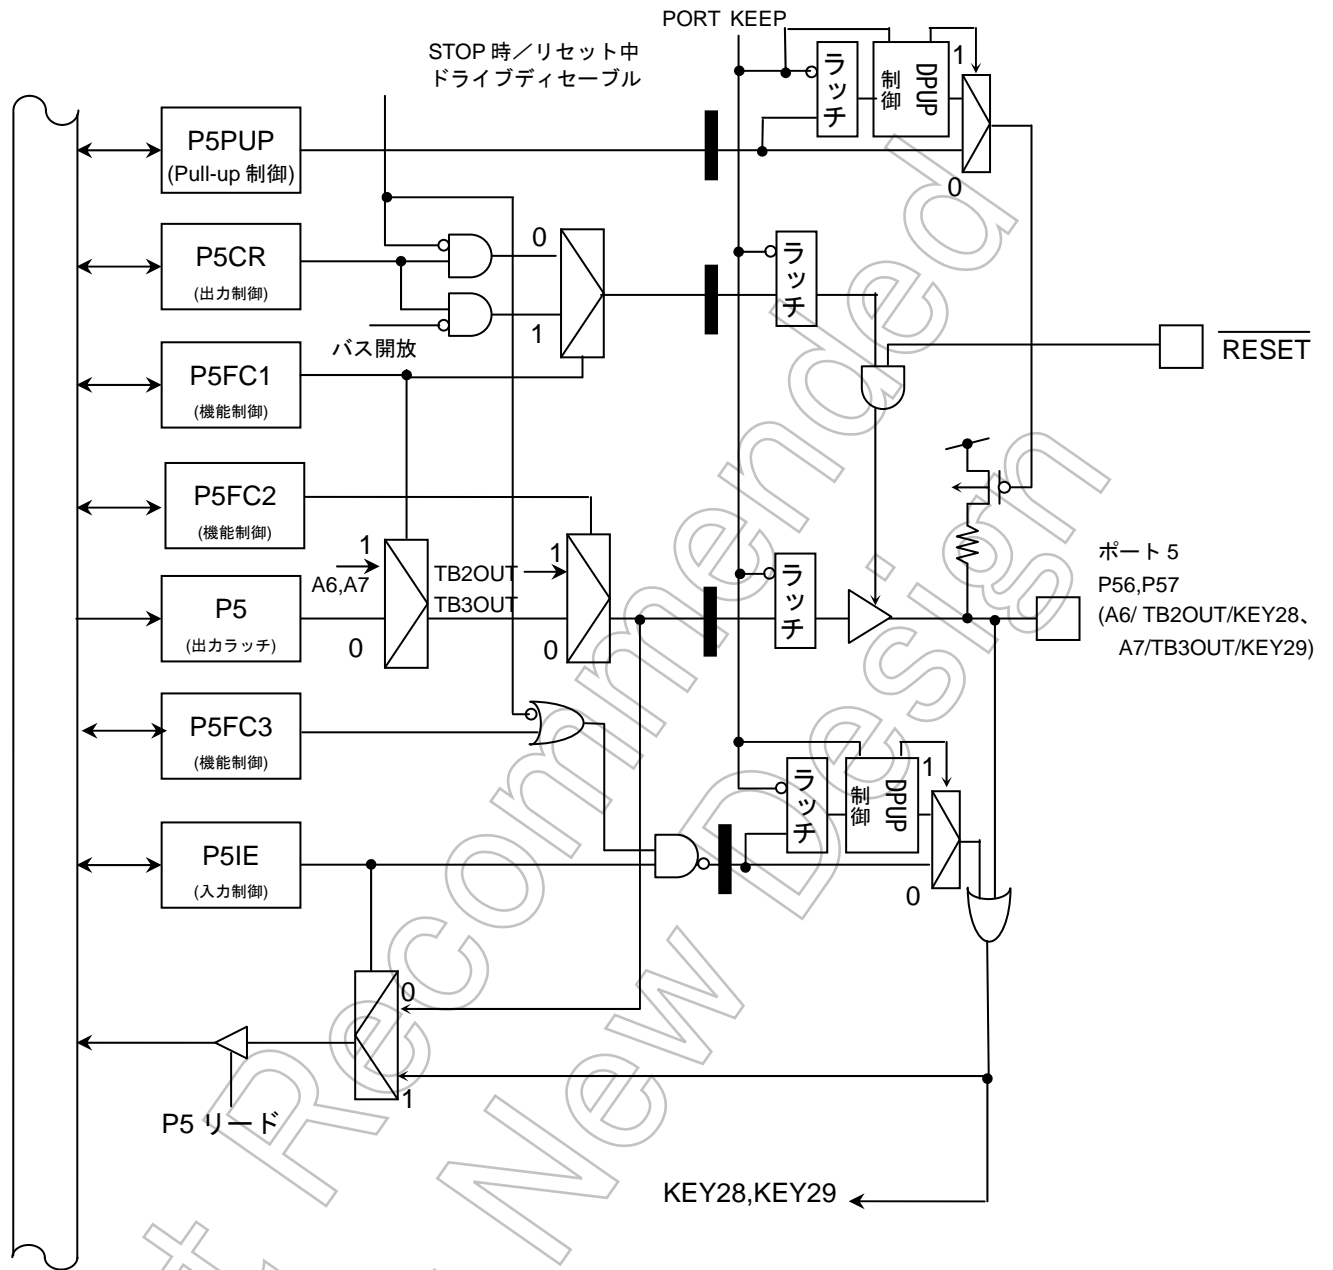 PORT KEEP
STOP 時／リセット中
ドライブディセーブル
ラッチ
制御
DPUP
1
0
P5PUP
(Pull-up 制御)
P5CR
(出力制御)
0
1
バス開放
ラッチ
RESET
P5FC1
(機能制御)
P5FC2
(機能制御)
1
A6,A7
0
TB2OUT
TB3OUT
1
0
ラッチ
P5
(出力ラッチ)
ポート 5
P56,P57
(A6/ TB2OUT/KEY28、
A7/TB3OUT/KEY29)
P5FC3
(機能制御)
ラッチ
制御
DPUP
1
0
P5IE
(入力制御)
0
1
P5 リード
KEY28,KEY29
Recommended
New Design